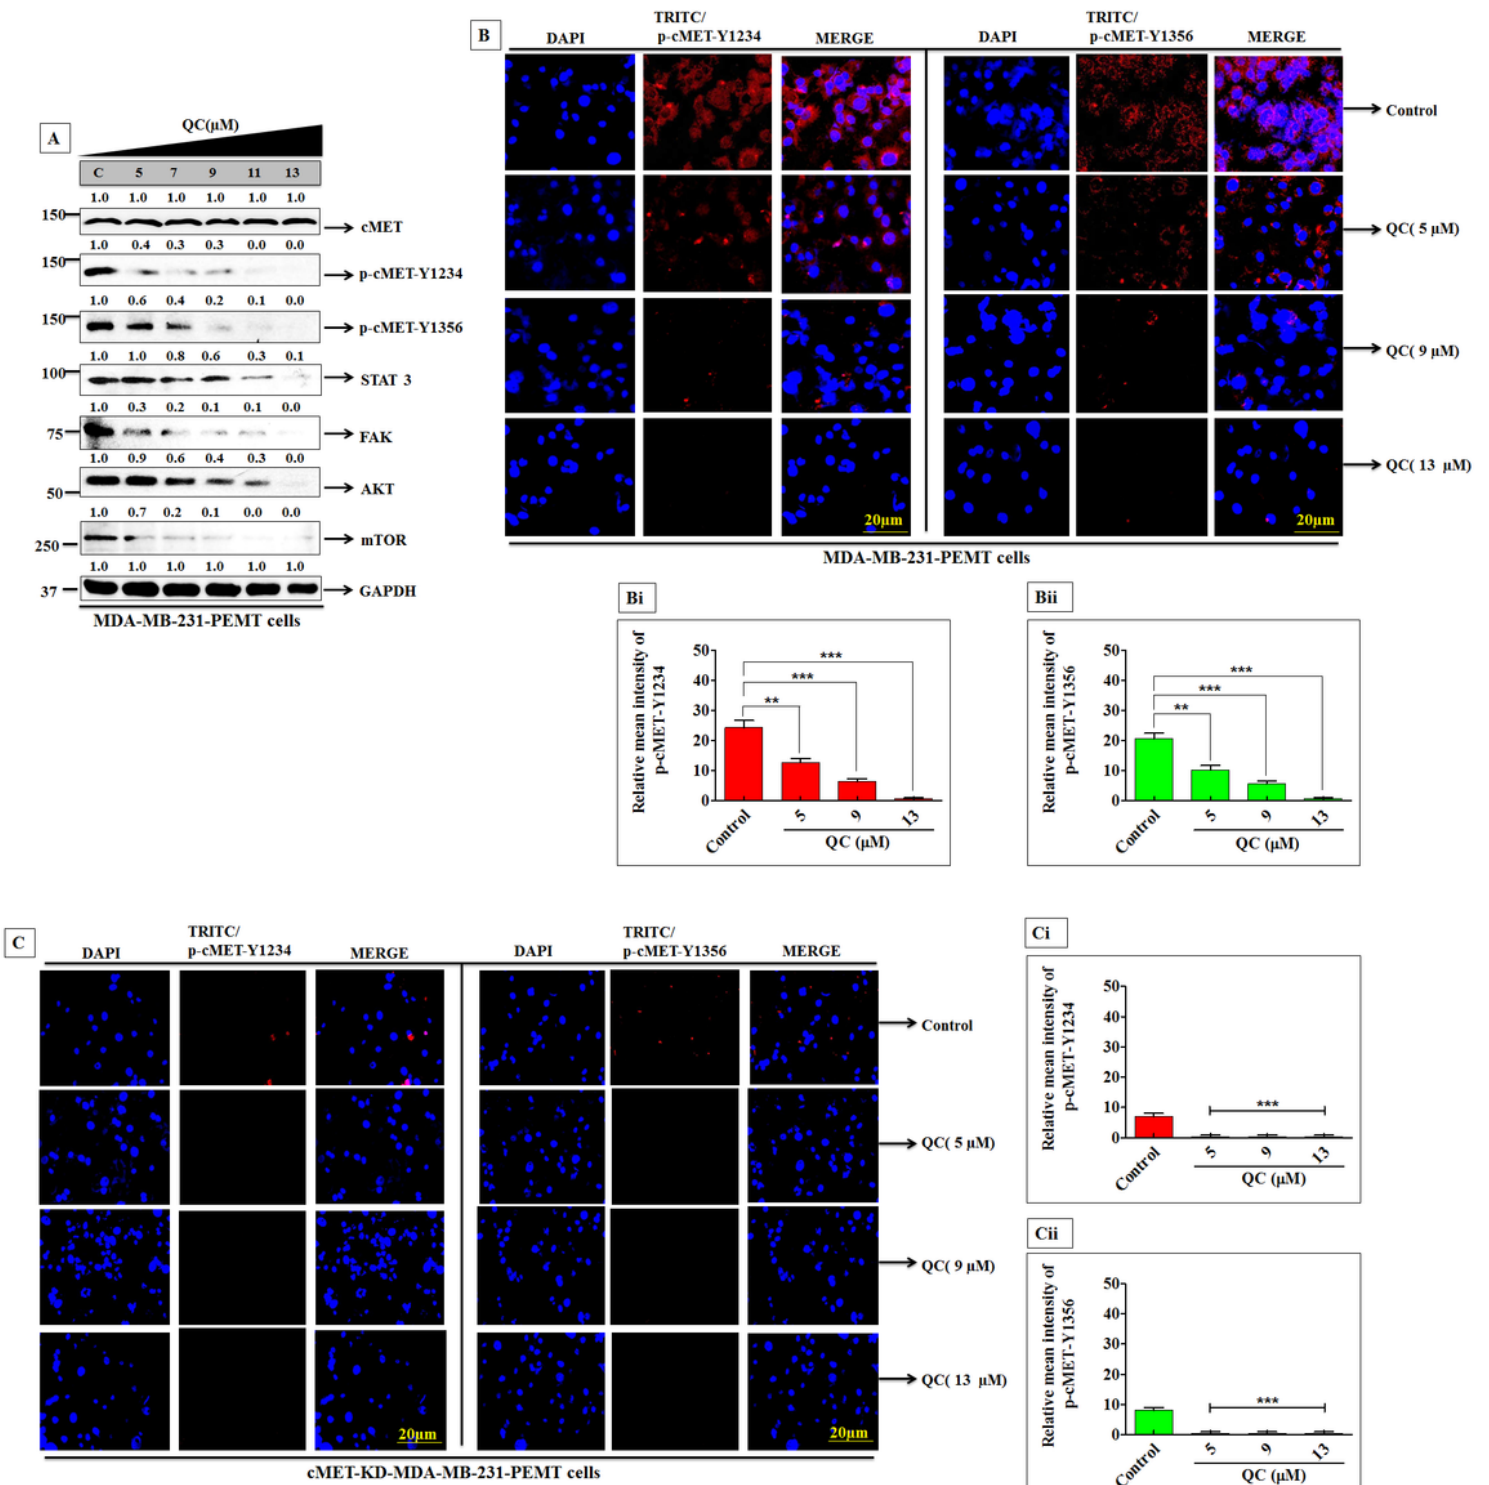 A
QC(µM)
C 5 7 9 11 13
1.0 1.0 1.0 1.0 1.0 1.0
150
cMET
1.0 0.4 0.3 0.3 0.0 0.0
150
p-cMET-Y1234
1.0 0.6 0.4 0.2 0.1 0.0
150
p-cMET-Y1356
1.0 1.0 0.8 0.6 0.3 0.1
100
STAT 3
1.0 0.3 0.2 0.1 0.1 0.0
75
FAK
1.0 0.9 0.6 0.4 0.3 0.0
50
AKT
1.0 0.7 0.2 0.1 0.0 0.0
250
mTOR
1.0 1.0 1.0 1.0 1.0 1.0
37
GAPDH
MDA-MB-231-PEMT cells
B
DAPI
TRITC/
p-cMET-Y1234
MERGE
DAPI
TRITC/
p-cMET-Y1356
MERGE
Control
QC( 5 µM)
QC( 9 µM)
QC( 13 µM)
20µm
20µm
MDA-MB-231-PEMT cells
Bi
Relative mean intensity of
p-cMET-Y1234
50
40
30
20
10
0
**
***
***
Control 5 9 13
QC (µM)
Bii
Relative mean intensity of
p-cMET-Y1356
50
40
30
20
10
0
**
***
***
Control 5 9 13
QC (µM)
C
DAPI
TRITC/
p-cMET-Y1234
MERGE
DAPI
TRITC/
p-cMET-Y1356
MERGE
Control
QC( 5 µM)
QC( 9 µM)
QC( 13 µM)
20µm
20µm
cMET-KD-MDA-MB-231-PEMT cells
Ci
Relative mean intensity of
p-cMET-Y1234
50
40
30
20
10
0
***
Control 5 9 13
QC (µM)
Cii
Relative mean intensity of
p-cMET-Y1356
50
40
30
20
10
0
***
Control 5 9 13
QC (µM)